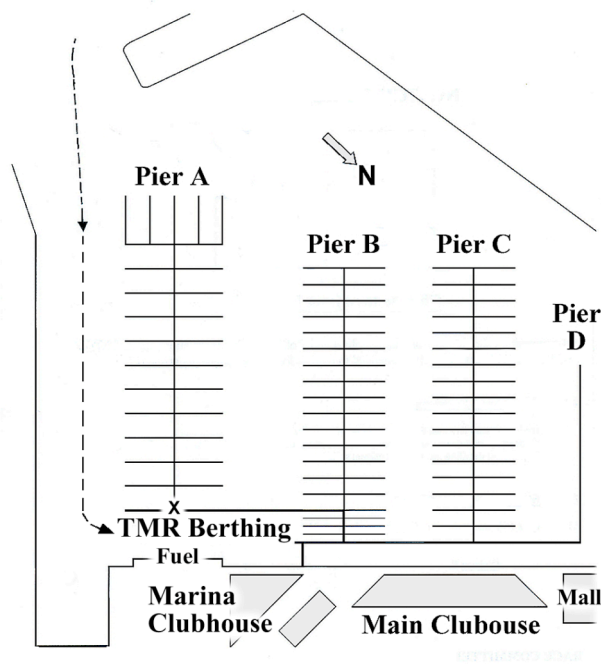 Pier A
N
Pier B
Pier C
Pier
D
X
TMR Berthing
Fuel
Marina
Clubhouse
Main Clubouse
Mall